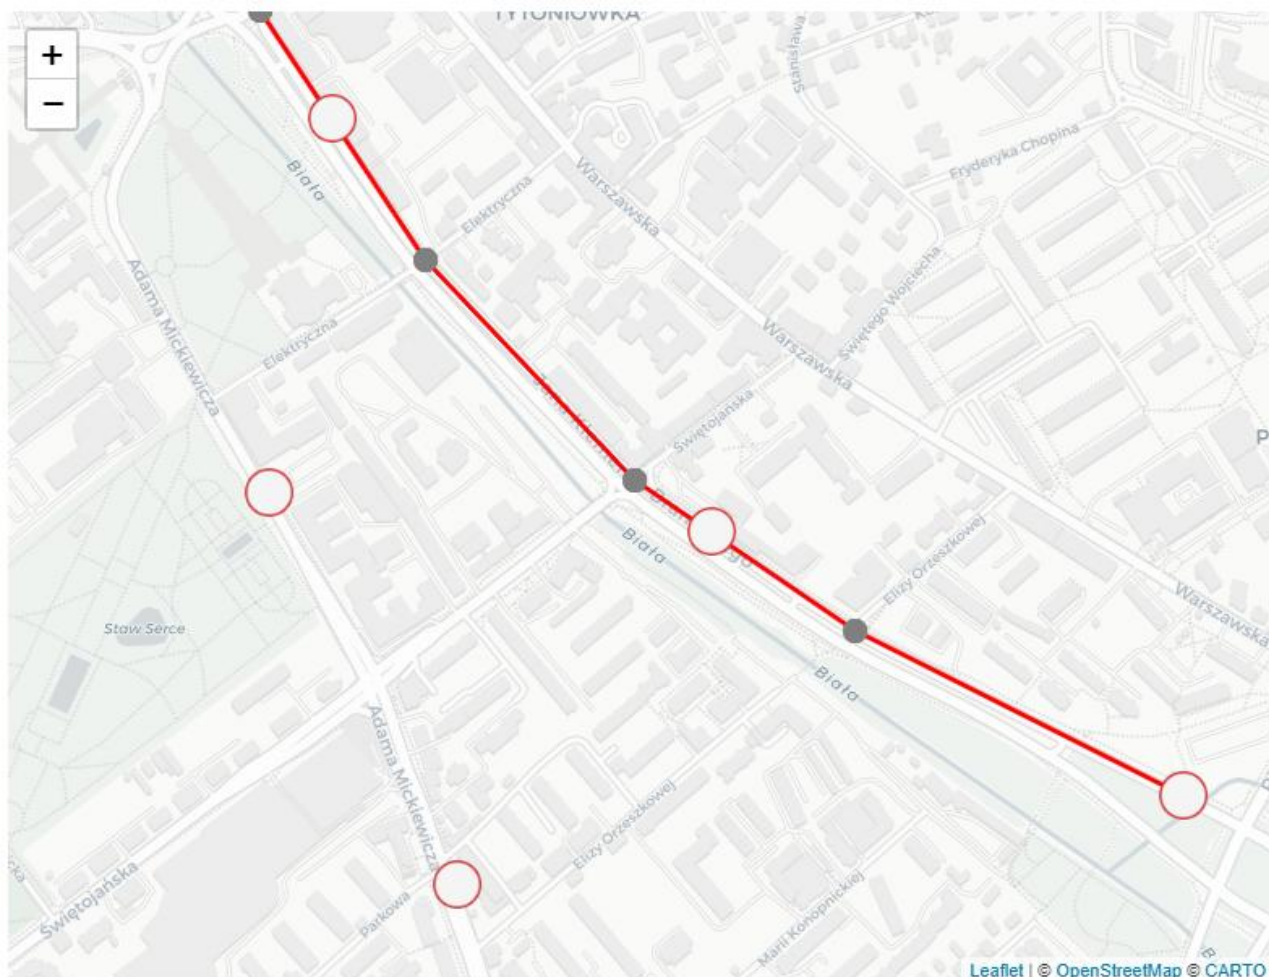 TYTONIÓWKA
+
−
Stanisława
Fryderyka Chopina
Biała
Warszawska
Elektryczna
Świętego Wojciecha
Adama Mickiewicza
Elektryczna
Warszawska
Świętojańska
Staw Serce
Biała
Elizy Orzeszkowej
Warszawska
Biała
Adama Mickiewicza
Elizy Orzeszkowej
Świętojańska
Parkowa
Marii Konopnickiej
Leaflet | © OpenStreetMap © CARTO